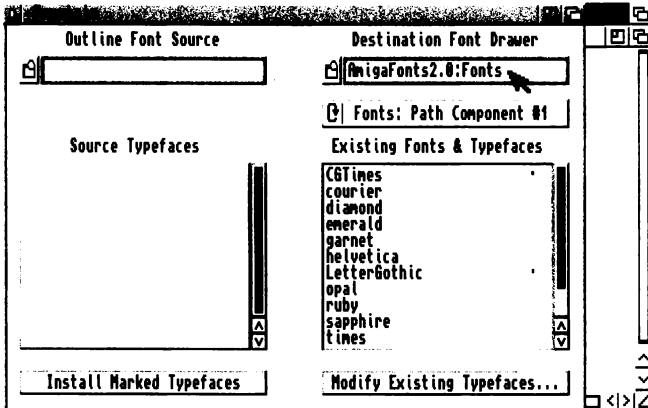 Outline Font Source
Destination Font Drawer
AmigaFonts2.0:Fonts
Fonts: Path Component #1
Source Typefaces
Existing Fonts & Typefaces
CGTimes
courier
diamond
emerald
garnet
helvetica
LetterGothic
opal
ruby
sapphire
times
Install Marked Typefaces
Modify Existing Typefaces...